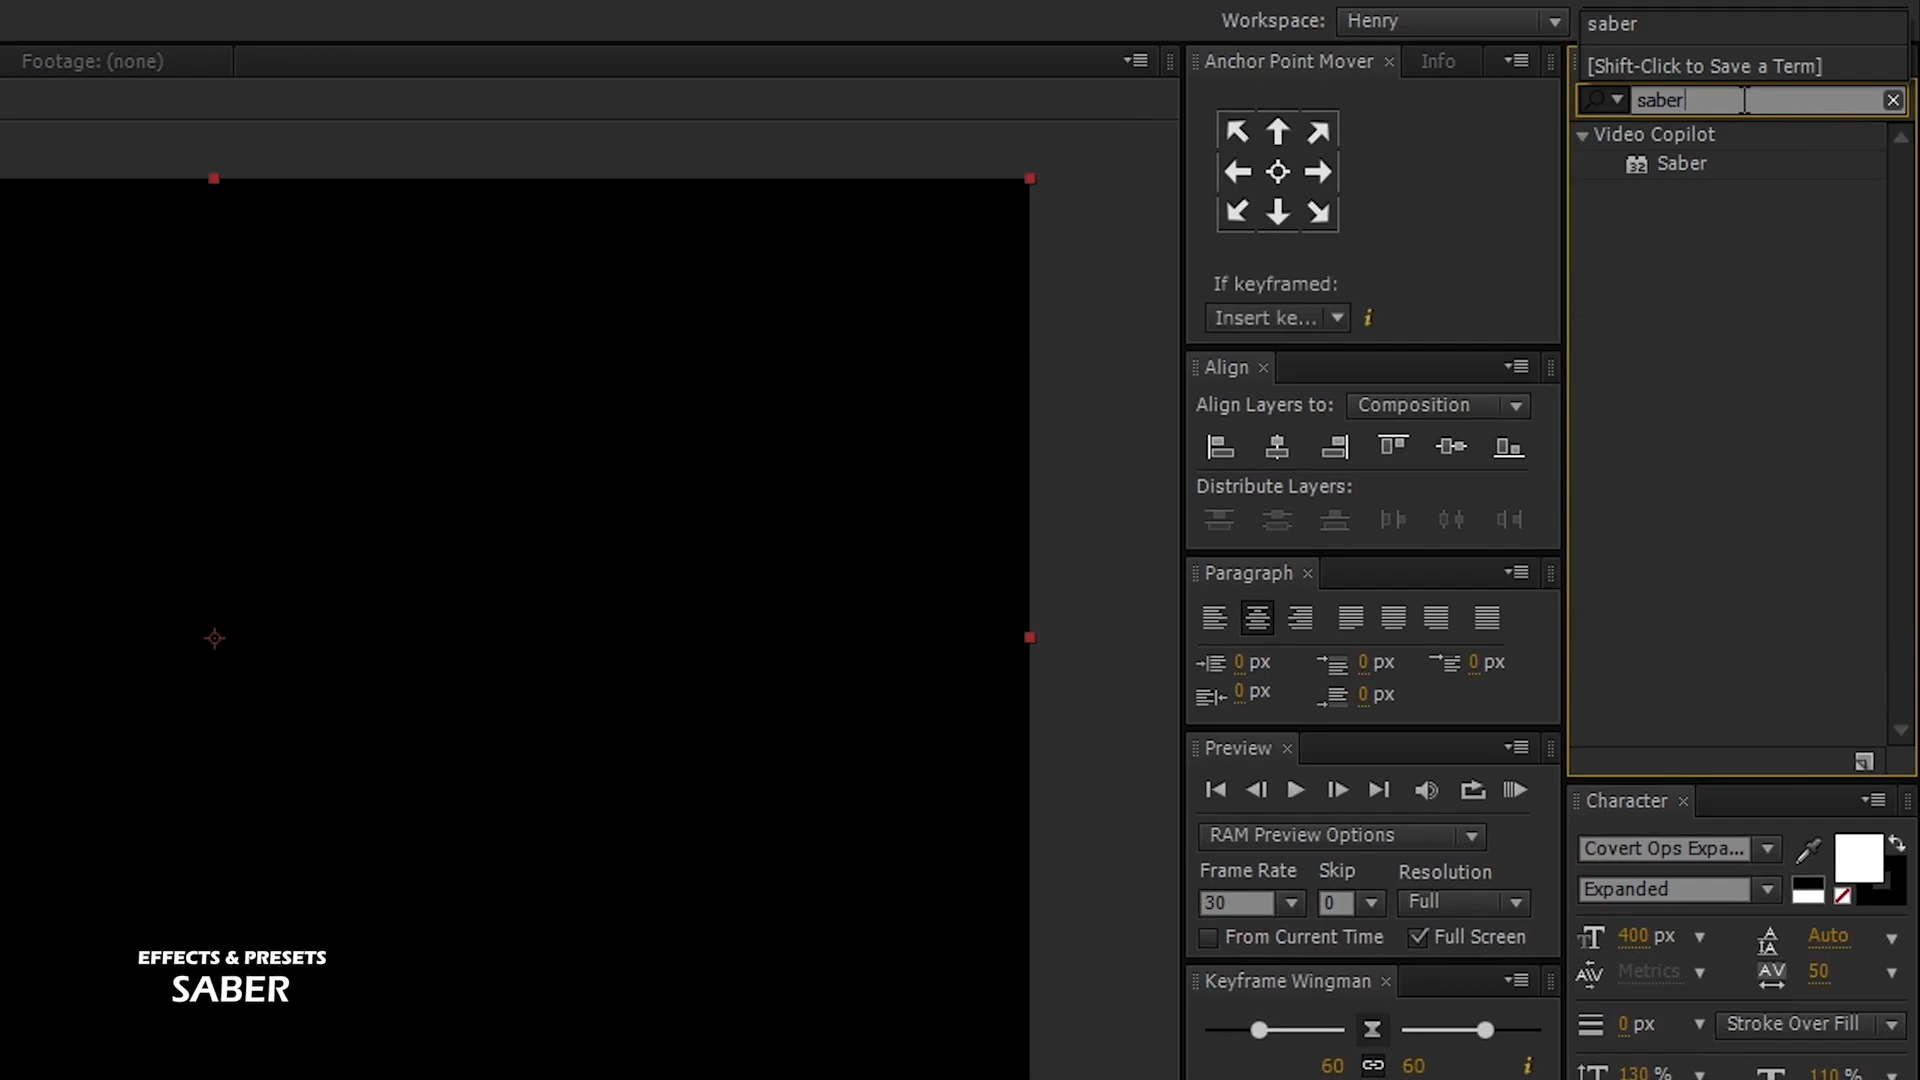 Workspace: Henry
saber
[Shift-Click to Save a Term]
saber
Video Copilot
Saber
Footage: (none)
Anchor Point Mover
Info
If keyframed:
Insert ke...
Align
Align Layers to: Composition
Distribute Layers:
Paragraph
0 px 0 px 0 px
0 px 0 px
Preview
RAM Preview Options
Frame Rate Skip Resolution
30 0 Full
From Current Time Full Screen
Keyframe Wingman
60 60
Character
Covert Ops Expa...
Expanded
400 px Auto
Metrics 50
0 px Stroke Over Fill
130 % 110 %
EFFECTS & PRESETS
SABER